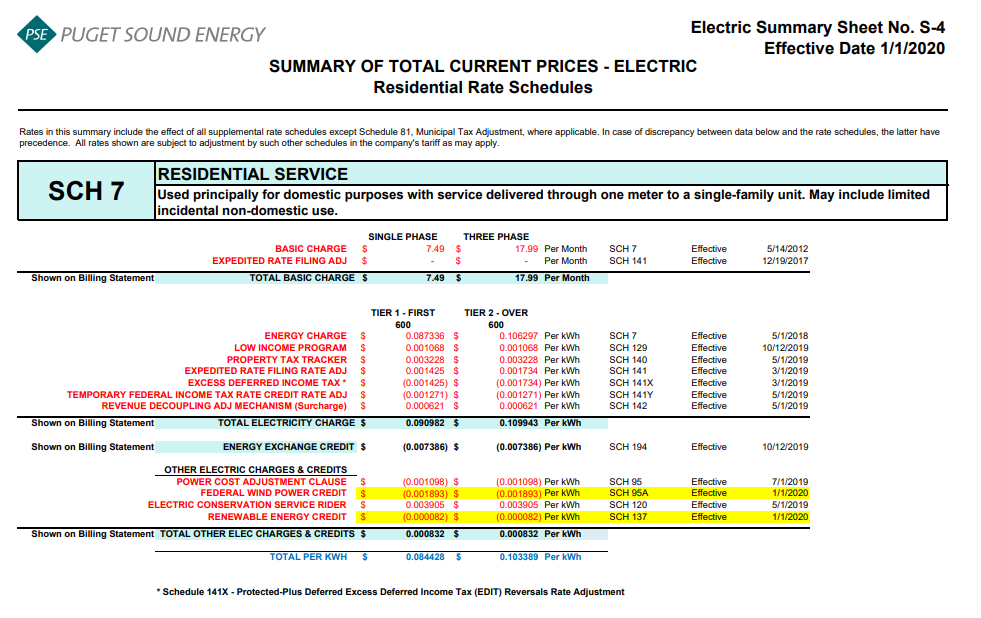 PSE PUGET SOUND ENERGY
Electric Summary Sheet No. S-4
Effective Date 1/1/2020
SUMMARY OF TOTAL CURRENT PRICES - ELECTRIC
Residential Rate Schedules
Rates in this summary include the effect of all supplemental rate schedules except Schedule 81, Municipal Tax Adjustment, where applicable. In case of discrepancy between data below and the rate schedules, the latter have
precedence. All rates shown are subject to adjustment by such other schedules in the company's tariff as may apply.
SCH 7
RESIDENTIAL SERVICE
Used principally for domestic purposes with service delivered through one meter to a single-family unit. May include limited
incidental non-domestic use.
SINGLE PHASE THREE PHASE
BASIC CHARGE $ 7.49 $ 17.99 Per Month SCH 7 Effective 5/14/2012
EXPEDITED RATE FILING ADJ $ - $ - Per Month SCH 141 Effective 12/19/2017
Shown on Billing Statement TOTAL BASIC CHARGE $ 7.49 $ 17.99 Per Month
TIER 1 - FIRST TIER 2 - OVER
600 600
ENERGY CHARGE $ 0.087336 $ 0.106297 Per kWh SCH 7 Effective 5/1/2018
LOW INCOME PROGRAM $ 0.001068 $ 0.001068 Per kWh SCH 129 Effective 10/12/2019
PROPERTY TAX TRACKER $ 0.003228 $ 0.003228 Per kWh SCH 140 Effective 5/1/2019
EXPEDITED RATE FILING RATE ADJ $ 0.001425 $ 0.001734 Per kWh SCH 141 Effective 3/1/2019
EXCESS DEFERRED INCOME TAX * $ (0.001425) $ (0.001734) Per kWh SCH 141X Effective 3/1/2019
TEMPORARY FEDERAL INCOME TAX RATE CREDIT RATE ADJ $ (0.001271) $ (0.001271) Per kWh SCH 141Y Effective 5/1/2019
REVENUE DECOUPLING ADJ MECHANISM (Surcharge) $ 0.000621 $ 0.000621 Per kWh SCH 142 Effective 5/1/2019
Shown on Billing Statement TOTAL ELECTRICITY CHARGE $ 0.090982 $ 0.109943 Per kWh
Shown on Billing Statement ENERGY EXCHANGE CREDIT $ (0.007386) $ (0.007386) Per kWh SCH 194 Effective 10/12/2019
OTHER ELECTRIC CHARGES & CREDITS
POWER COST ADJUSTMENT CLAUSE $ (0.001098) $ (0.001098) Per kWh SCH 95 Effective 7/1/2019
FEDERAL WIND POWER CREDIT $ (0.001893) $ (0.001893) Per kWh SCH 95A Effective 1/1/2020
ELECTRIC CONSERVATION SERVICE RIDER $ 0.003905 $ 0.003905 Per kWh SCH 120 Effective 5/1/2019
RENEWABLE ENERGY CREDIT $ (0.000082) $ (0.000082) Per kWh SCH 137 Effective 1/1/2020
Shown on Billing Statement TOTAL OTHER ELEC CHARGES & CREDITS $ 0.000832 $ 0.000832 Per kWh
TOTAL PER KWH $ 0.084428 $ 0.103389 Per kWh
* Schedule 141X - Protected-Plus Deferred Excess Deferred Income Tax (EDIT) Reversals Rate Adjustment